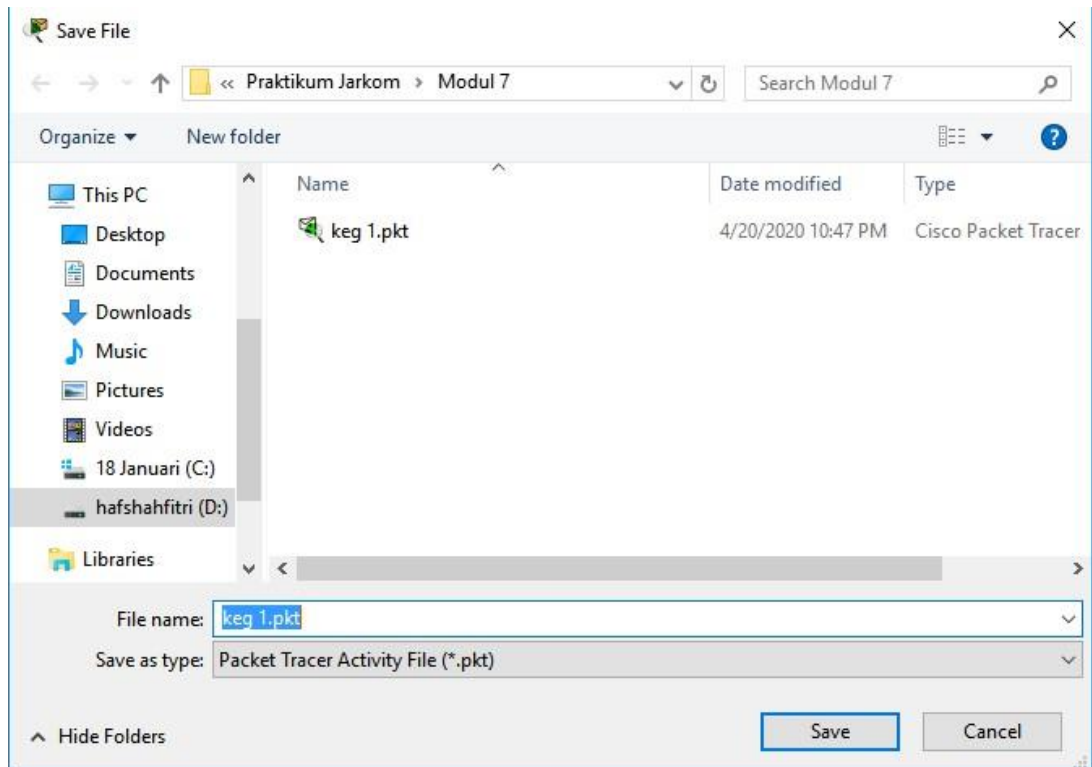 Save File
« Praktikum Jarkom › Modul 7
Search Modul 7
Organize
New folder
Name
Date modified
Type
This PC
Desktop
Documents
Downloads
Music
Pictures
Videos
18 Januari (C:)
hafshahfitri (D:)
Libraries
keg 1.pkt
4/20/2020 10:47 PM
Cisco Packet Tracer
File name:
keg 1.pkt
Save as type:
Packet Tracer Activity File (*.pkt)
Hide Folders
Save
Cancel